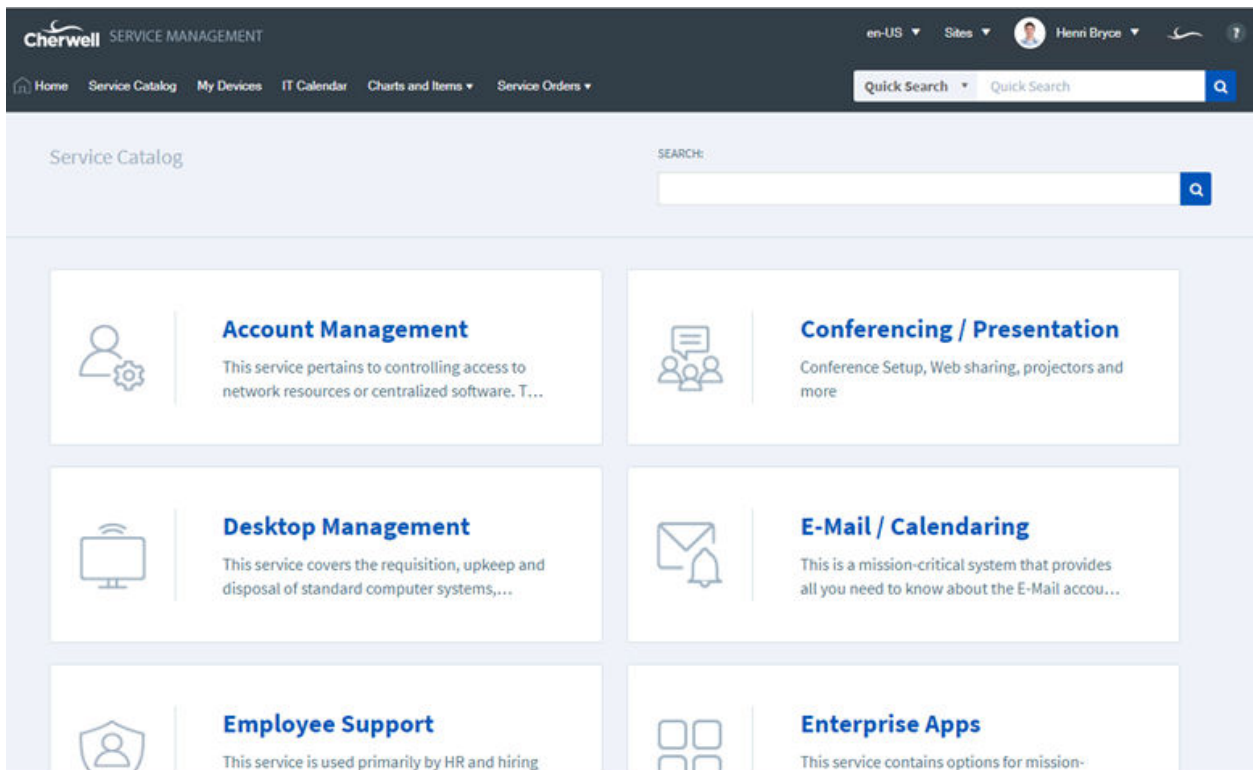 Cherwell SERVICE MANAGEMENT
en-US ▼ Sites ▼ Henri Bryce ▼ ?
Home Service Catalog My Devices IT Calendar Charts and Items ▾ Service Orders ▾
Quick Search ▾ Quick Search
Service Catalog
SEARCH:
Account Management
This service pertains to controlling access to
network resources or centralized software. T...
Conferencing / Presentation
Conference Setup, Web sharing, projectors and
more
Desktop Management
This service covers the requisition, upkeep and
disposal of standard computer systems,...
E-Mail / Calendaring
This is a mission-critical system that provides
all you need to know about the E-Mail accou...
Employee Support
This service is used primarily by HR and hiring
Enterprise Apps
This service contains options for mission-